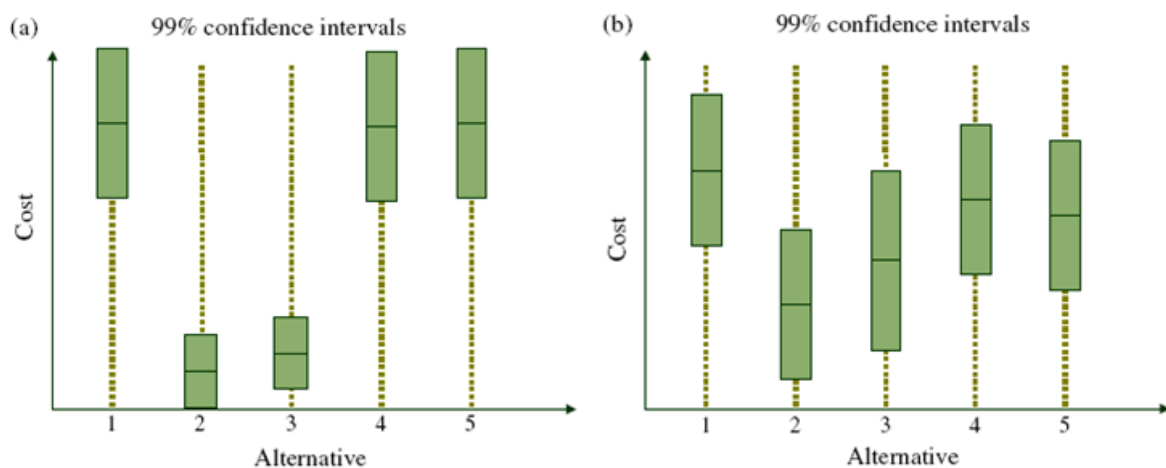 (a) 99% confidence intervals
Cost
1 2 3 4 5
Alternative
(b) 99% confidence intervals
Cost
1 2 3 4 5
Alternative